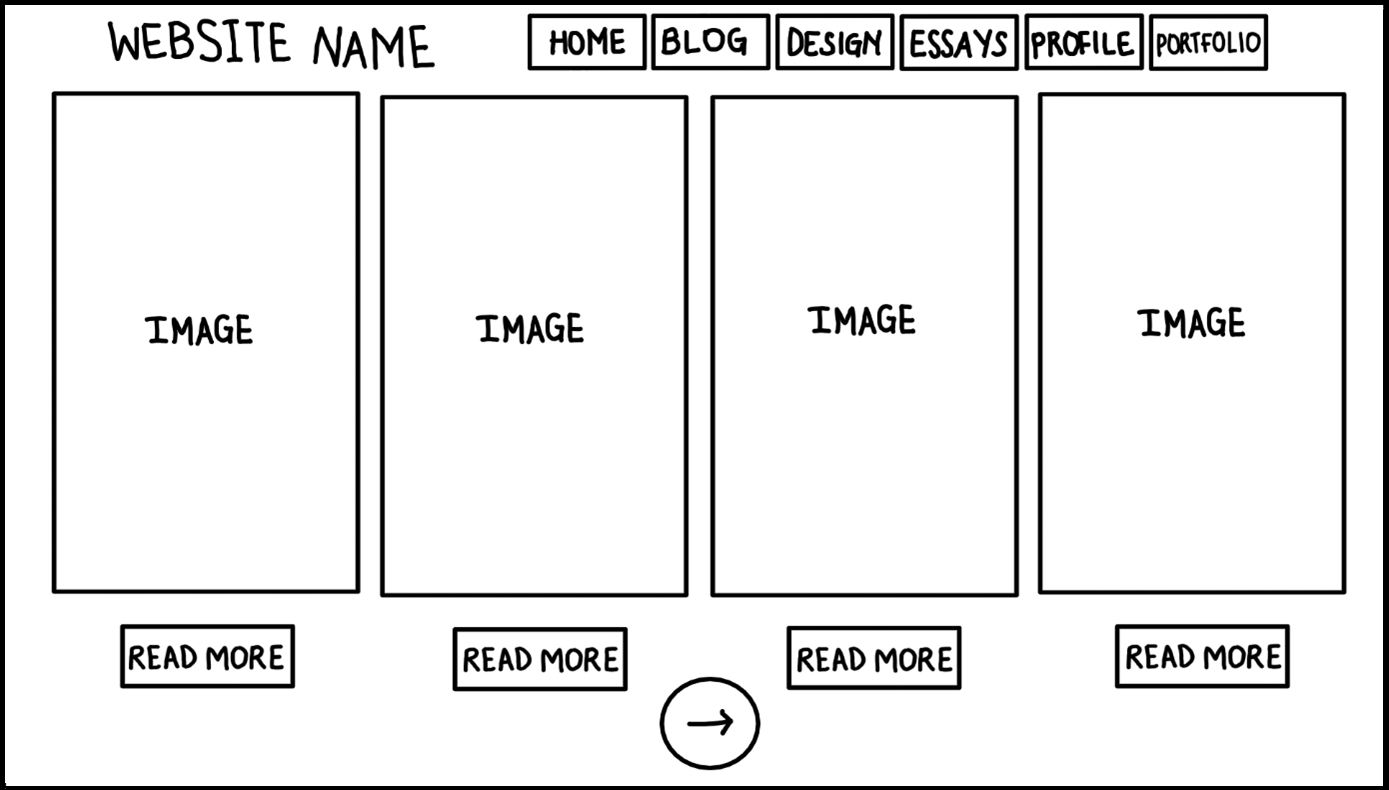 WEBSITE NAME
HOME BLOG DESIGN ESSAYS PROFILE PORTFOLIO
IMAGE IMAGE IMAGE IMAGE
READ MORE READ MORE READ MORE READ MORE